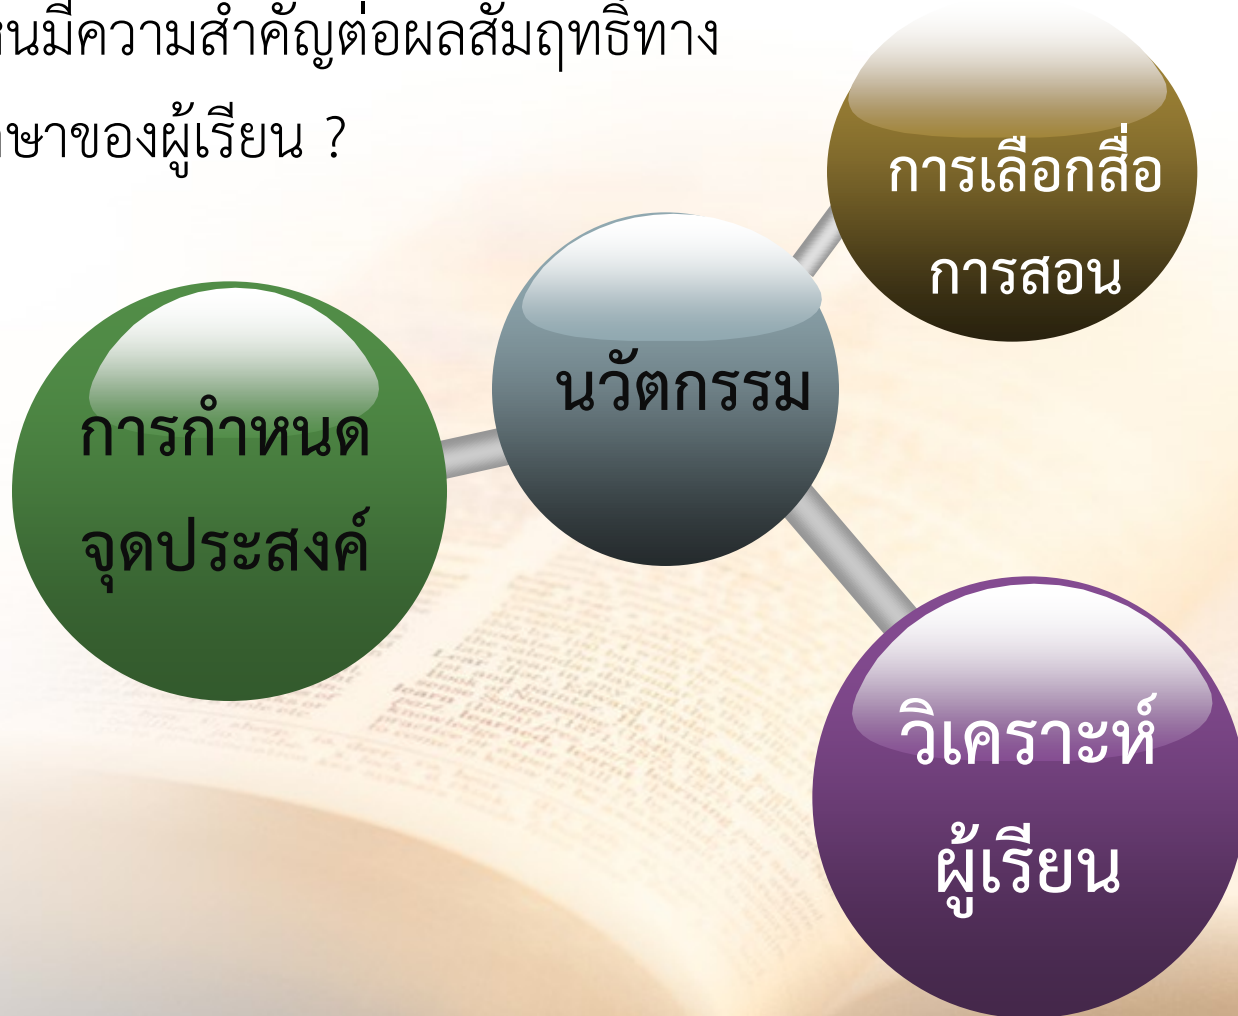 นมีความสำคัญต่อผลสัมฤทธิ์ทาง
ษาของผู้เรียน ?
การเลือกสื่อ
การสอน
นวัตกรรม
การกำหนด
จุดประสงค์
วิเคราะห์
ผู้เรียน